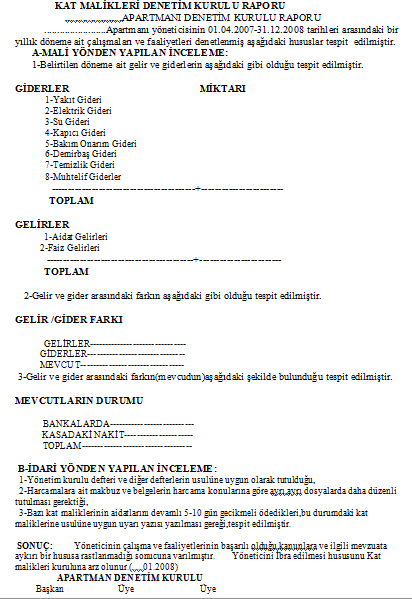 KAT MALİKLERİ DENETİM KURULU RAPORU
……………….APARTMANI DENETİM KURULU RAPORU
……………………Apartmanı yöneticisinin 01.04.2007-31.12.2008 tarihleri arasındaki bir
yıllık döneme ait çalışmaları ve faaliyetleri denetlenmiş aşağıdaki hususlar tespit edilmiştir.
A-MALİ YÖNDEN YAPILAN İNCELEME:
1-Belirtilen döneme ait gelir ve giderlerin aşağıdaki gibi olduğu tespit edilmiştir.
GİDERLER MİKTARI
1-Yakıt Gideri
2-Elektrik Gideri
3-Su Gideri
4-Kapıcı Gideri
5-Bakım Onarım Gideri
6-Demirbaş Gideri
7-Temizlik Gideri
8-Muhtelif Giderler
----------------------------------------------+--------------------------
TOPLAM
GELİRLER
1-Aidat Gelirleri
2-Faiz Gelirleri
----------------------------------------------+--------------------------
TOPLAM
2-Gelir ve gider arasındaki farkın aşağıdaki gibi olduğu tespit edilmiştir.
GELİR /GİDER FARKI
GELİRLER--------------------------------
GİDERLER--------------------------------
MEVCUT----------------------------------
3-Gelir ve gider arasındaki farkın(mevcudun)aşağıdaki şekilde bulunduğu tespit edilmiştir.
MEVCUTLARIN DURUMU
BANKALARDA----------------------------
KASADAKİ NAKİT-----------------------
TOPLAM------------------------------------
B-İDARİ YÖNDEN YAPILAN İNCELEME:
1-Yönetim kurulu defteri ve diğer defterlerin usulüne uygun olarak tutulduğu,
2-Harcamalara ait makbuz ve belgelerin harcama konularına göre ayrı,ayrı dosyalarda daha düzenli
tutulması gerektiği,
3-Bazı kat maliklerinin aidatlarını devamlı 5-10 gün gecikmeli ödedikleri,bu durumdaki kat
maliklerine usulüne uygun uyarı yazısı yazılması gereği,tespit edilmiştir.
SONUÇ: Yöneticinin çalışma ve faaliyetlerinin başarılı olduğu,kanunlara ve ilgili mevzuata
aykırı bir hususa rastlanmadığı sonucuna varılmıştır. Yöneticini İbra edilmesi hususunu Kat
malikleri kuruluna arz olunur.(….01.2008)
APARTMAN DENETİM KURULU
Başkan Üye Üye